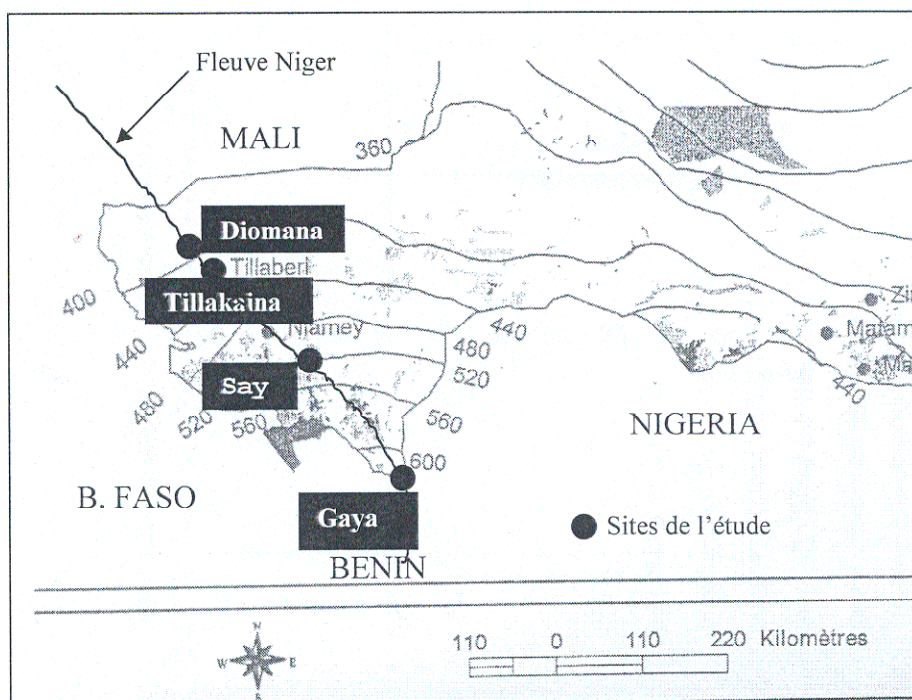 Fleuve Niger
MALI
360
Diomana
Tillaberi
400
Tillakaina
Niamey
440
440
Say
480
480
520
520
560
560
600
440
NIGERIA
B. FASO
Gaya
Sites de l'étude
BENIN
110 0 110 220 Kilomètres
N
W E